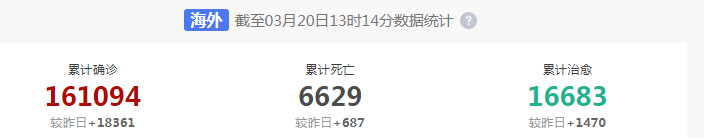 海外 截至03月20日13时14分数据统计 ?
累计确诊 累计死亡 累计治愈
161094 6629 16683
较昨日+18361 较昨日+687 较昨日+1470